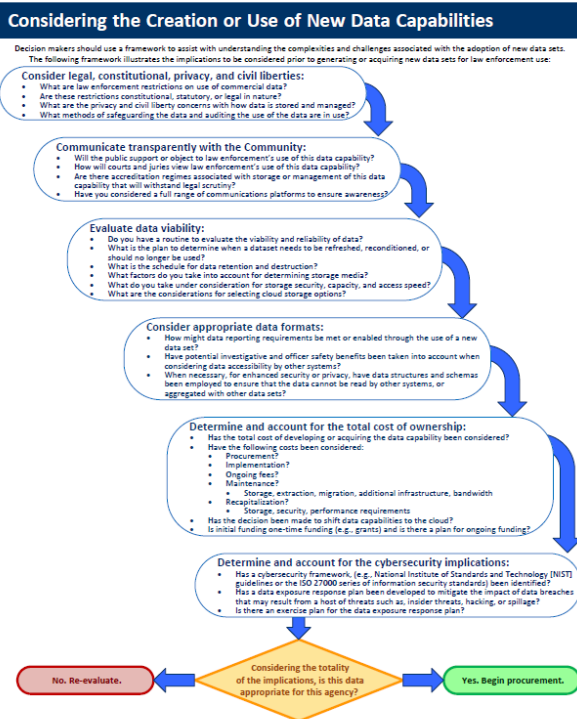 Considering the Creation or Use of New Data Capabilities
Decision makers should use a framework to assist with understanding the complexities and challenges associated with the adoption of new data sets.
The following framework illustrates the implications to be considered prior to generating or acquiring new data sets for law enforcement use:
Consider legal, constitutional, privacy, and civil liberties:
• What are law enforcement restrictions on use of commercial data?
• Are these restrictions constitutional, statutory, or legal in nature?
• What are the privacy and civil liberty concerns with how data is stored and managed?
• What methods of safeguarding the data and auditing the use of the data are in use?
Communicate transparently with the Community:
• Will the public support or object to law enforcement's use of this data capability?
• How will courts and juries view law enforcement's use of this data capability?
• Are there accreditation regimes associated with storage or management of this data
capability that will withstand legal scrutiny?
• Have you considered a full range of communications platforms to ensure awareness?
Evaluate data viability:
• Do you have a routine to evaluate the viability and reliability of data?
• What is the plan to determine when a dataset needs to be refreshed, reconditioned, or
should no longer be used?
• What is the schedule for data retention and destruction?
• What factors do you take into account for determining storage media?
• What do you take under consideration for storage security, capacity, and access speed?
• What are the considerations for selecting cloud storage options?
Consider appropriate data formats:
• How might data reporting requirements be met or enabled through the use of a new
data set?
• Have potential investigative and officer safety benefits been taken into account when
considering data accessibility by other systems?
• When necessary, for enhanced security or privacy, have data structures and schemas
been employed to ensure that the data cannot be read by other systems, or
aggregated with other data sets?
Determine and account for the total cost of ownership:
• Has the total cost of developing or acquiring the data capability been considered?
• Have the following costs been considered:
• Procurement?
• Implementation?
• Ongoing fees?
• Maintenance?
• Storage, extraction, migration, additional infrastructure, bandwidth
• Recapitalization?
• Storage, security, performance requirements
• Has the decision been made to shift data capabilities to the cloud?
• Is initial funding one-time funding (e.g., grants) and is there a plan for ongoing funding?
Determine and account for the cybersecurity implications:
• Has a cybersecurity framework, (e.g., National Institute of Standards and Technology [NIST]
guidelines or the ISO 27000 series of information security standards) been identified?
• Has a data exposure response plan been developed to mitigate the impact of data breaches
that may result from a host of threats such as, insider threats, hacking, or spillage?
• Is there an exercise plan for the data exposure response plan?
Considering the totality
of the implications, is this data
appropriate for this agency?
No. Re-evaluate.
Yes. Begin procurement.